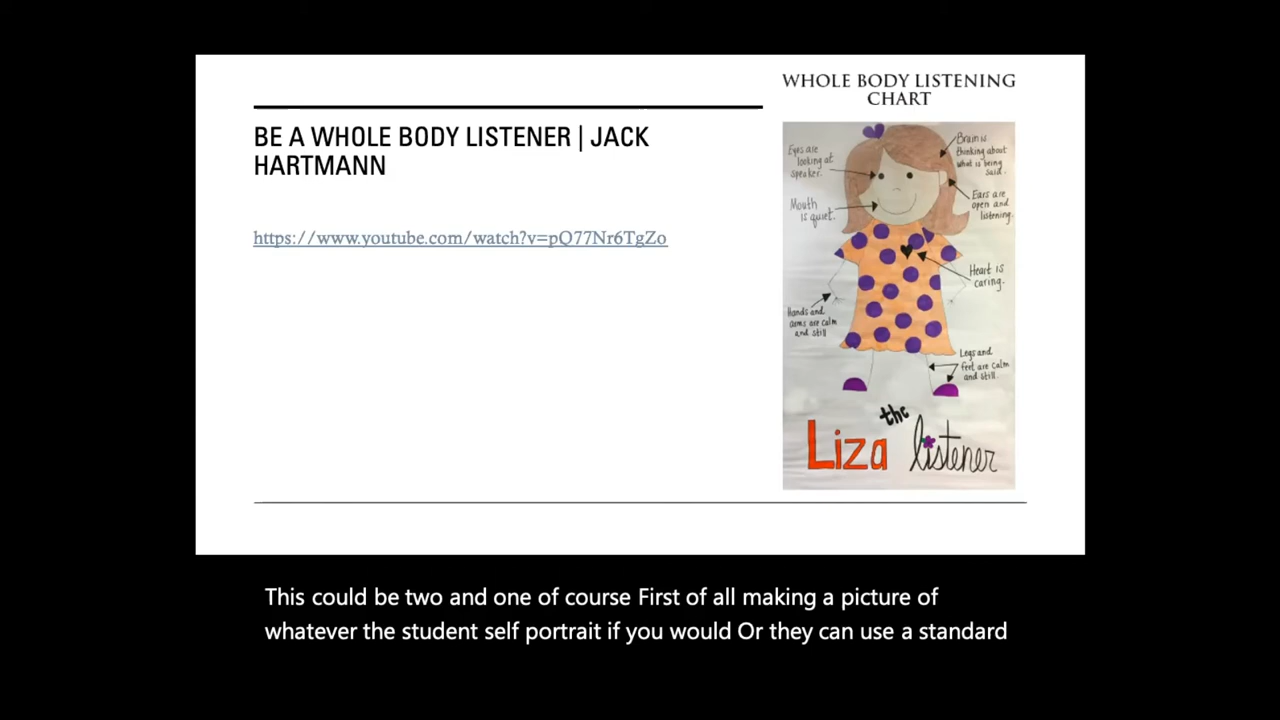 WHOLE BODY LISTENING
CHART
BE A WHOLE BODY LISTENER | JACK
HARTMANN
https://www.youtube.com/watch?v=pQ77Nr6TgZo
Eyes are
looking at
speaker.
Mouth
is quiet.
Hands and
arms are calm
and still
Brain is
thinking about
what is being
said.
Ears are
open and
listening.
Heart is
caring.
Legs and
feet are calm
and still.
Liza the listener
This could be two and one of course First of all making a picture of
whatever the student self portrait if you would Or they can use a standard